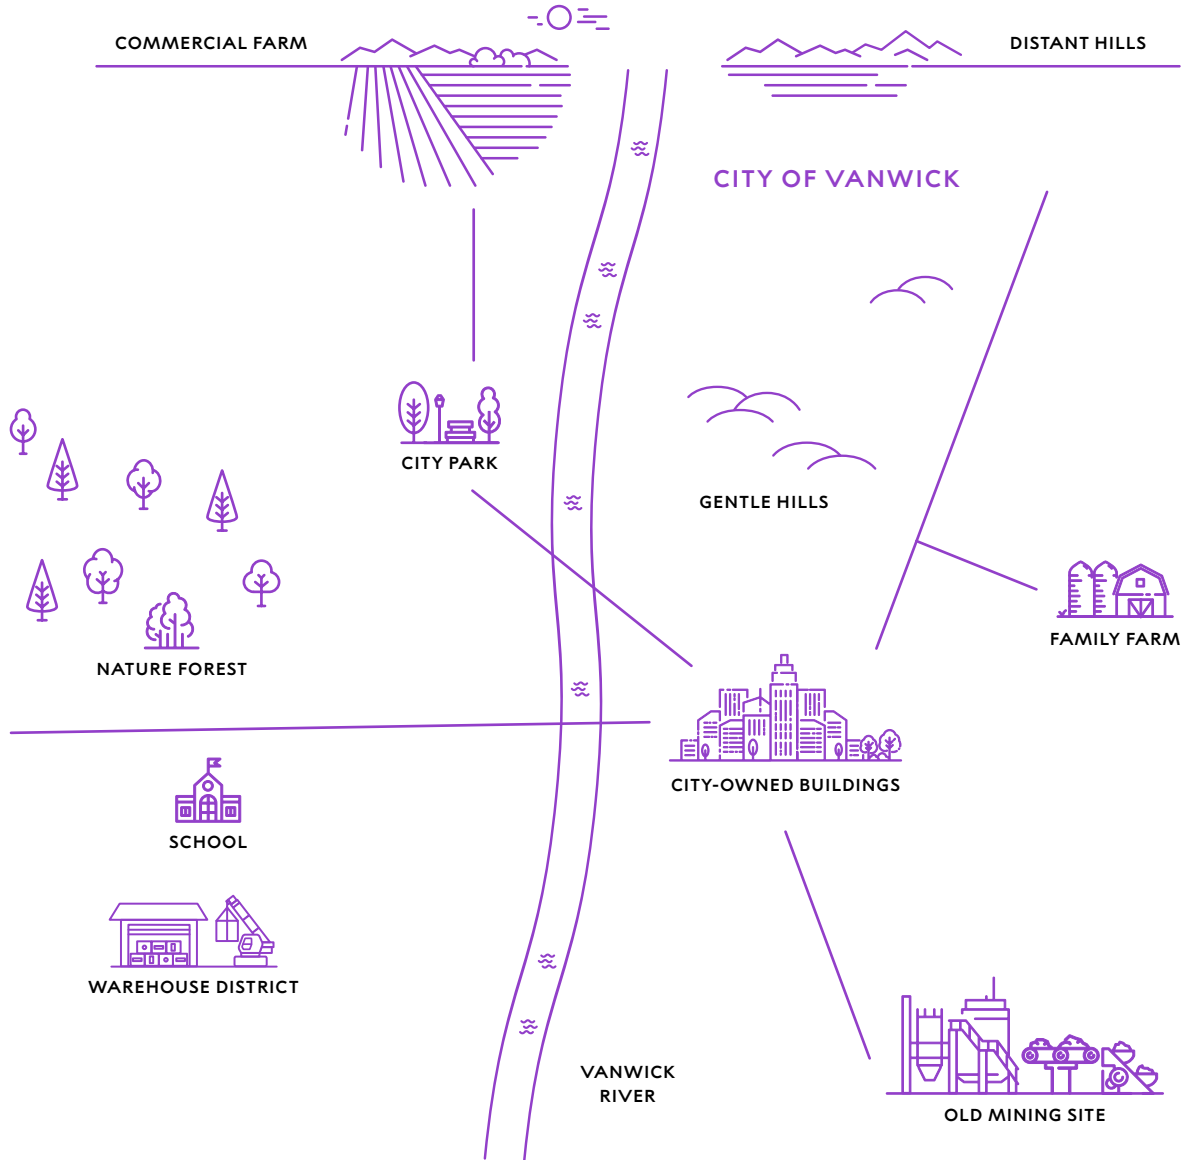 COMMERCIAL FARM
DISTANT HILLS
CITY OF VANWICK
CITY PARK
GENTLE HILLS
FAMILY FARM
NATURE FOREST
CITY-OWNED BUILDINGS
SCHOOL
WAREHOUSE DISTRICT
VANWICK
RIVER
OLD MINING SITE